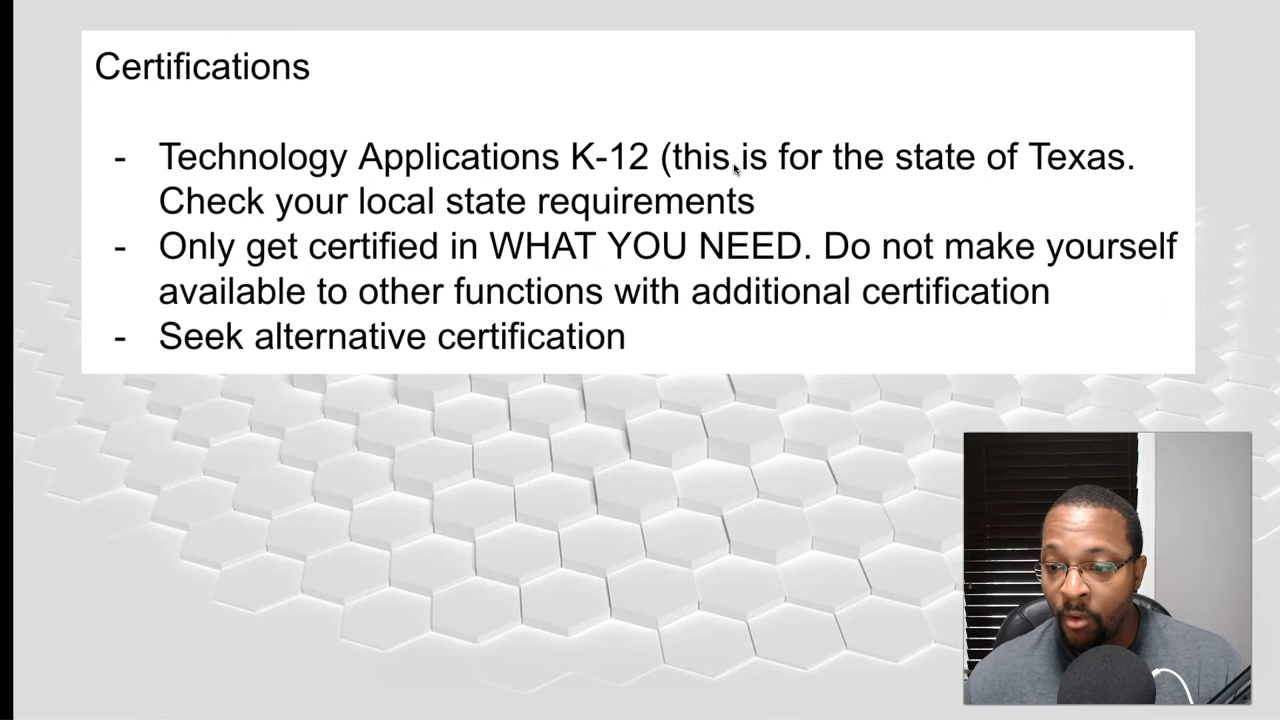 Certifications
- Technology Applications K-12 (this is for the state of Texas.
Check your local state requirements
- Only get certified in WHAT YOU NEED. Do not make yourself
available to other functions with additional certification
- Seek alternative certification